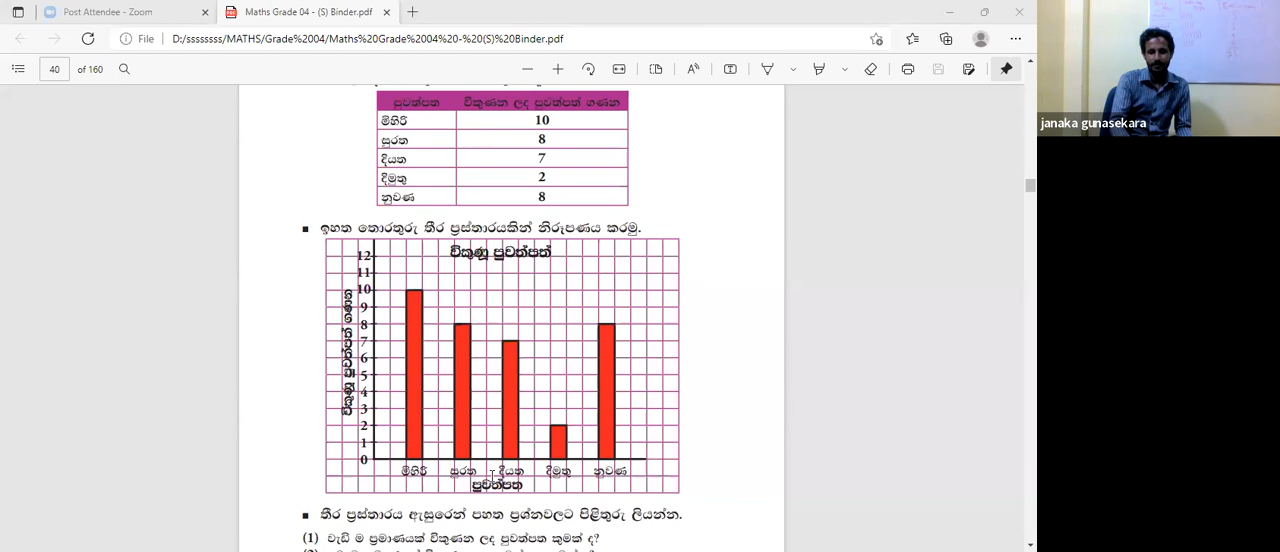 Post Attendee - Zoom
Maths Grade 04 - (S) Binder.pdf
File
D:/ssssssss/MATHS/Grade%2004/Maths%20Grade%2004%20-%20(S)%20Binder.pdf
40 of 160
janaka gunasekara
පුවත්පත විකුණන ලද පුවත්පත් ගණන
මිහිරි 10
සුරත 8
දියත 7
දිමුතු 2
නුවණ 8
ඉහත තොරතුරු තීර ප්‍රස්තාරයකින් නිරූපණය කරමු.
විකුණූ පුවත්පත්
විකුණූ පුවත්පත් ගණන
12
11
10
9
8
7
6
5
4
3
2
1
0
මිහිරි සුරත දියත දිමුතු නුවණ
පුවත්පත
තීර ප්‍රස්තාරය ඇසුරෙන් පහත ප්‍රශ්නවලට පිළිතුරු ලියන්න.
(1) වැඩි ම ප්‍රමාණයක් විකුණන ලද පුවත්පත කුමක් ද?